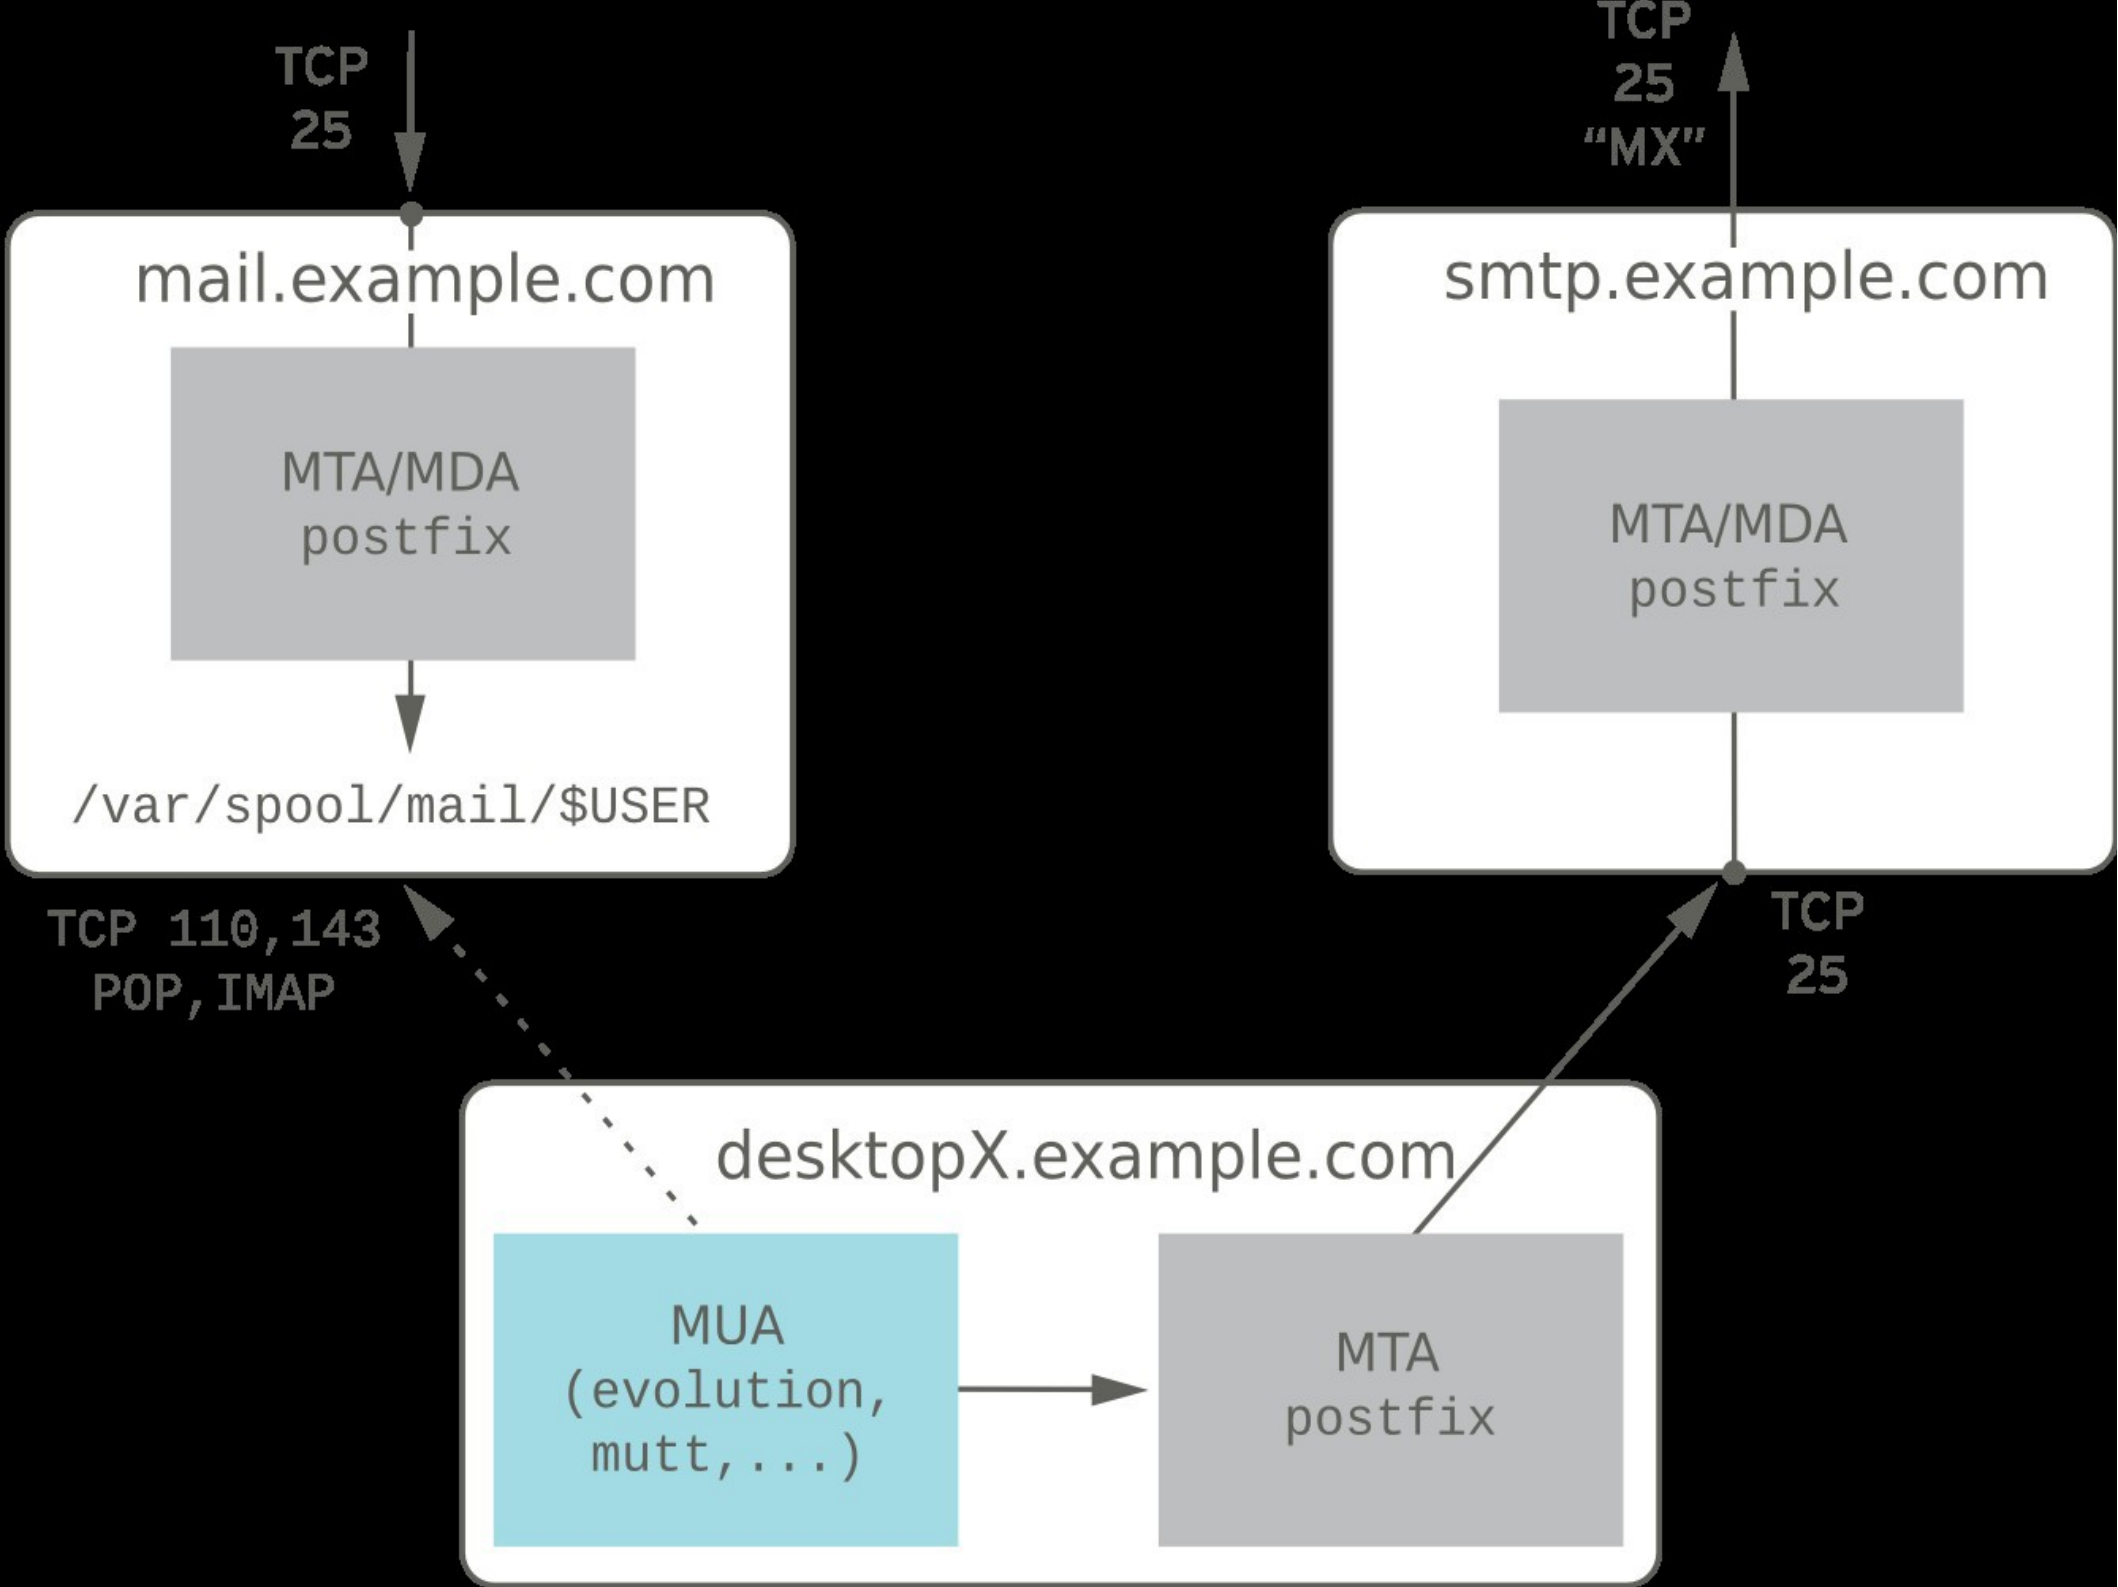 TCP
25
mail.example.com
MTA/MDA
postfix
/var/spool/mail/$USER
TCP 110,143
POP,IMAP
TCP
25
“MX”
smtp.example.com
MTA/MDA
postfix
TCP
25
desktopX.example.com
MUA
(evolution,
mutt,...)
MTA
postfix